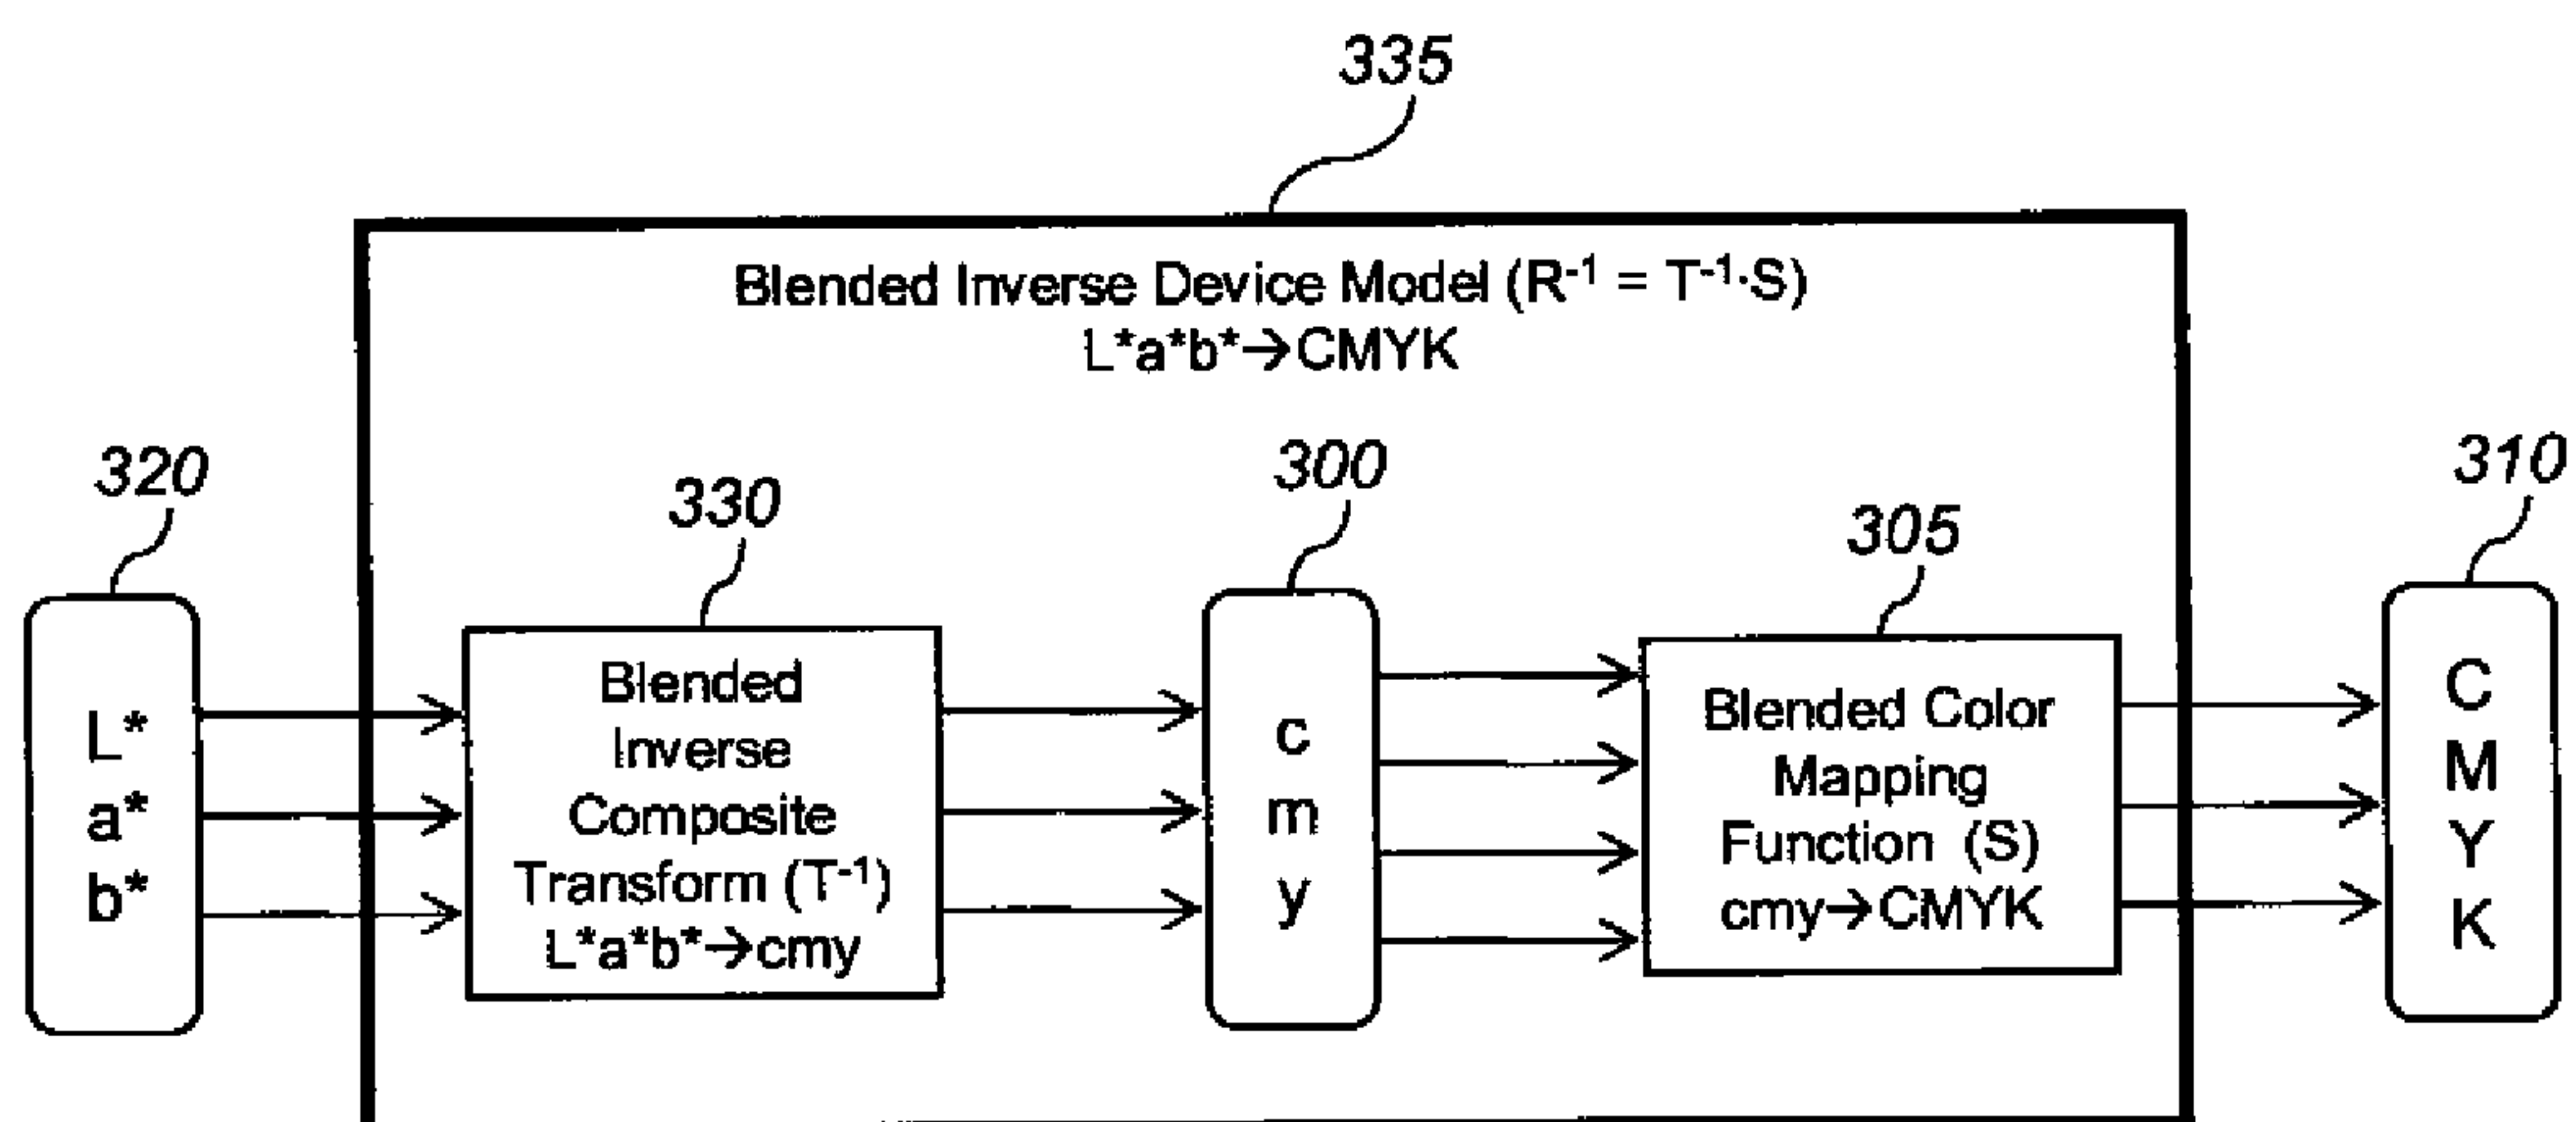 335
Blended Inverse Device Model (R⁻¹ = T⁻¹·S)
L*a*b*→CMYK
320
330
300
305
310
L*
a*
b*
Blended
Inverse
Composite
Transform (T⁻¹)
L*a*b*→cmy
c
m
y
Blended Color
Mapping
Function (S)
cmy→CMYK
C
M
Y
K